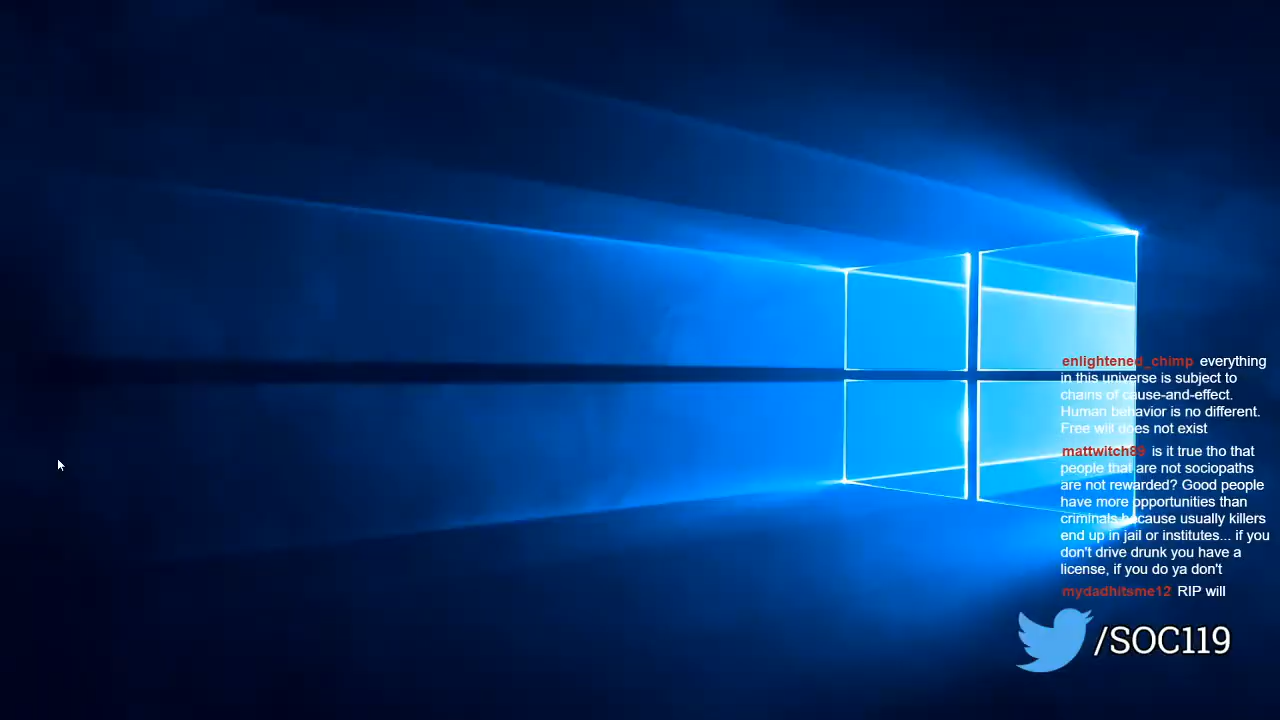 enlightened_chimp everything
in this universe is subject to
chains of cause-and-effect.
Human behavior is no different.
Free will does not exist
mattwitch89 is it true tho that
people that are not sociopaths
are not rewarded? Good people
have more opportunities than
criminals because usually killers
end up in jail or institutes... if you
don't drive drunk you have a
license, if you do ya don't
mydadhitsme12 RIP will
/SOC119